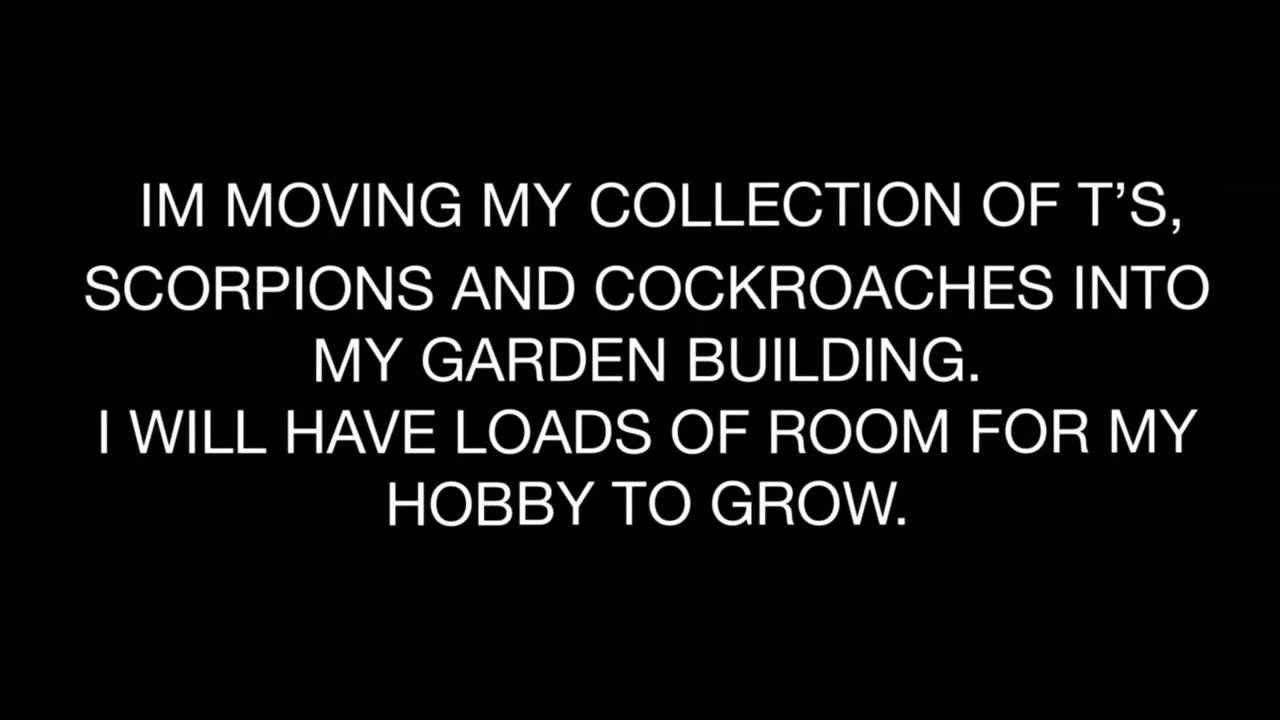 IM MOVING MY COLLECTION OF T’S,
SCORPIONS AND COCKROACHES INTO
MY GARDEN BUILDING.
I WILL HAVE LOADS OF ROOM FOR MY
HOBBY TO GROW.